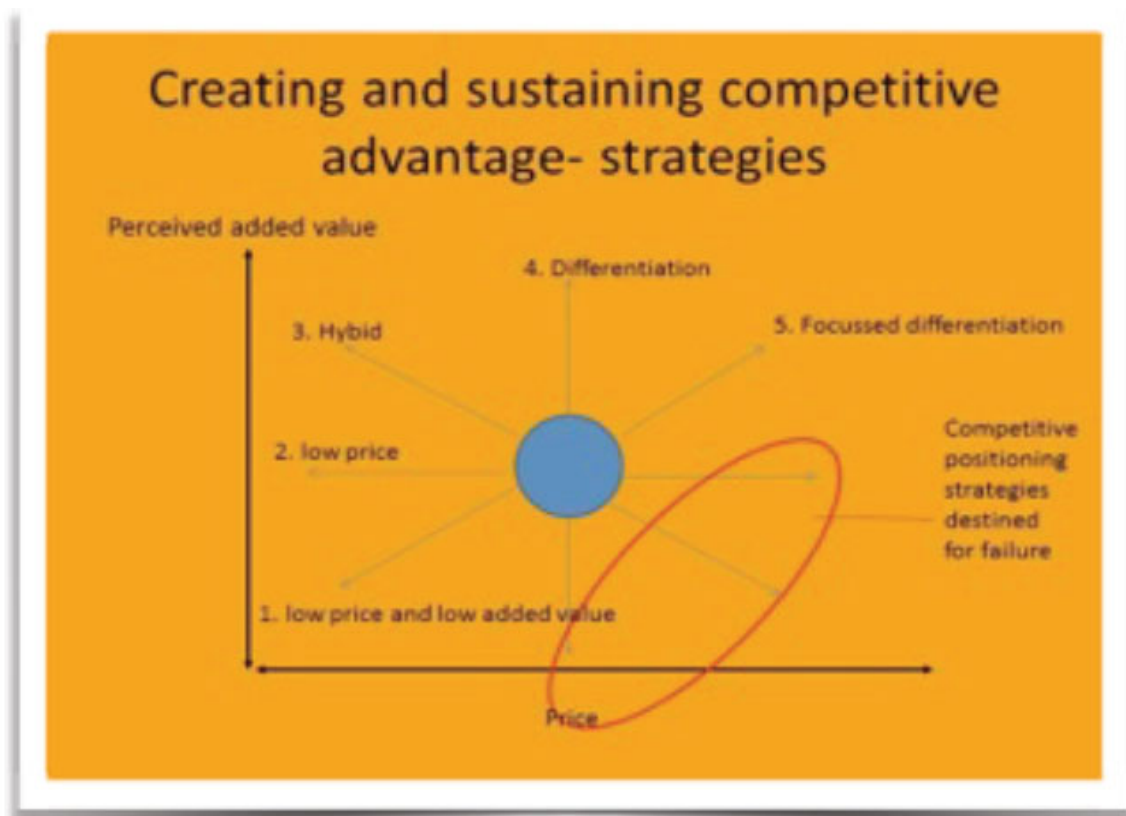 Creating and sustaining competitive
advantage- strategies
Perceived added value
4. Differentiation
3. Hybid
5. Focussed differentiation
2. low price
Competitive
positioning
strategies
destined
for failure
1. low price and low added value
Price